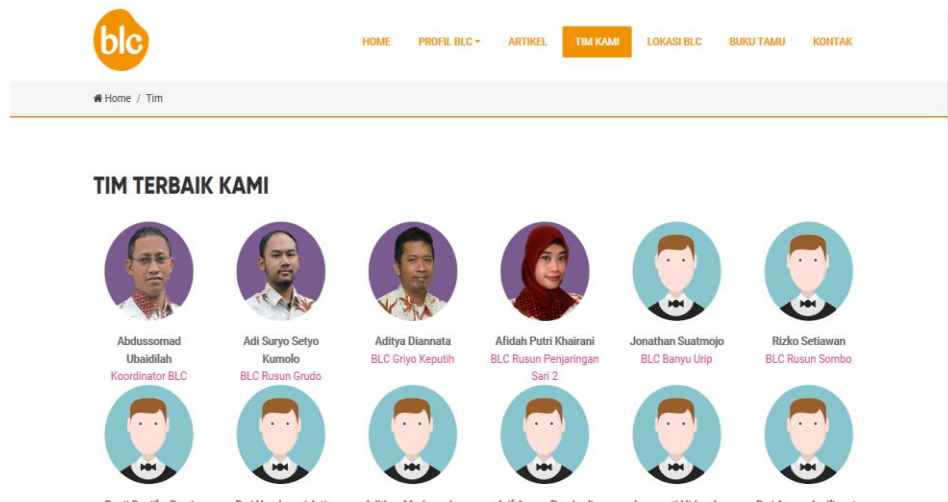 blc
HOME PROFIL BLC ARTIKEL TIM KAMI LOKASI BLC BUKU TAMU KONTAK
Home / Tim
TIM TERBAIK KAMI
Abdussomad
Ubaidilah
Koordinator BLC
Adi Suryo Setyo
Kumolo
BLC Rusun Grudo
Aditya Diannata
BLC Griyo Keputih
Afidah Putri Khairani
BLC Rusun Penjaringan
Sari 2
Jonathan Suatmojo
BLC Banyu Urip
Rizko Setiawan
BLC Rusun Sombo